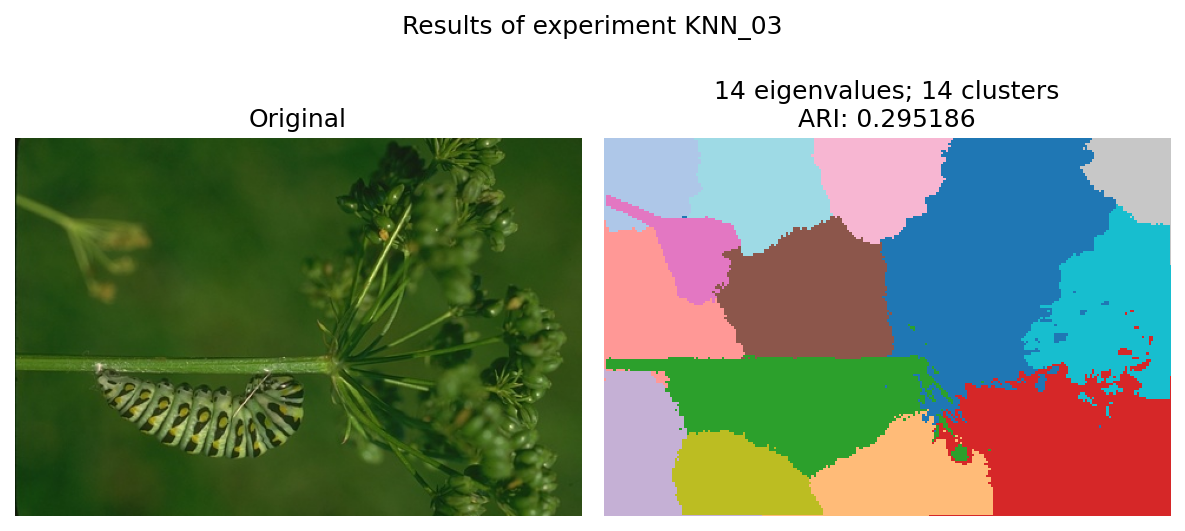 Results of experiment KNN_03
Original
14 eigenvalues; 14 clusters
ARI: 0.295186